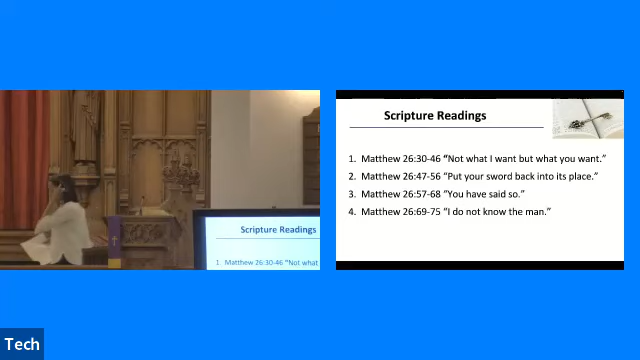 Scripture Readings
1. Matthew 26:30-46 "Not what
Scripture Readings
1. Matthew 26:30-46 "Not what I want but what you want."
2. Matthew 26:47-56 "Put your sword back into its place."
3. Matthew 26:57-68 "You have said so."
4. Matthew 26:69-75 "I do not know the man."
Tech